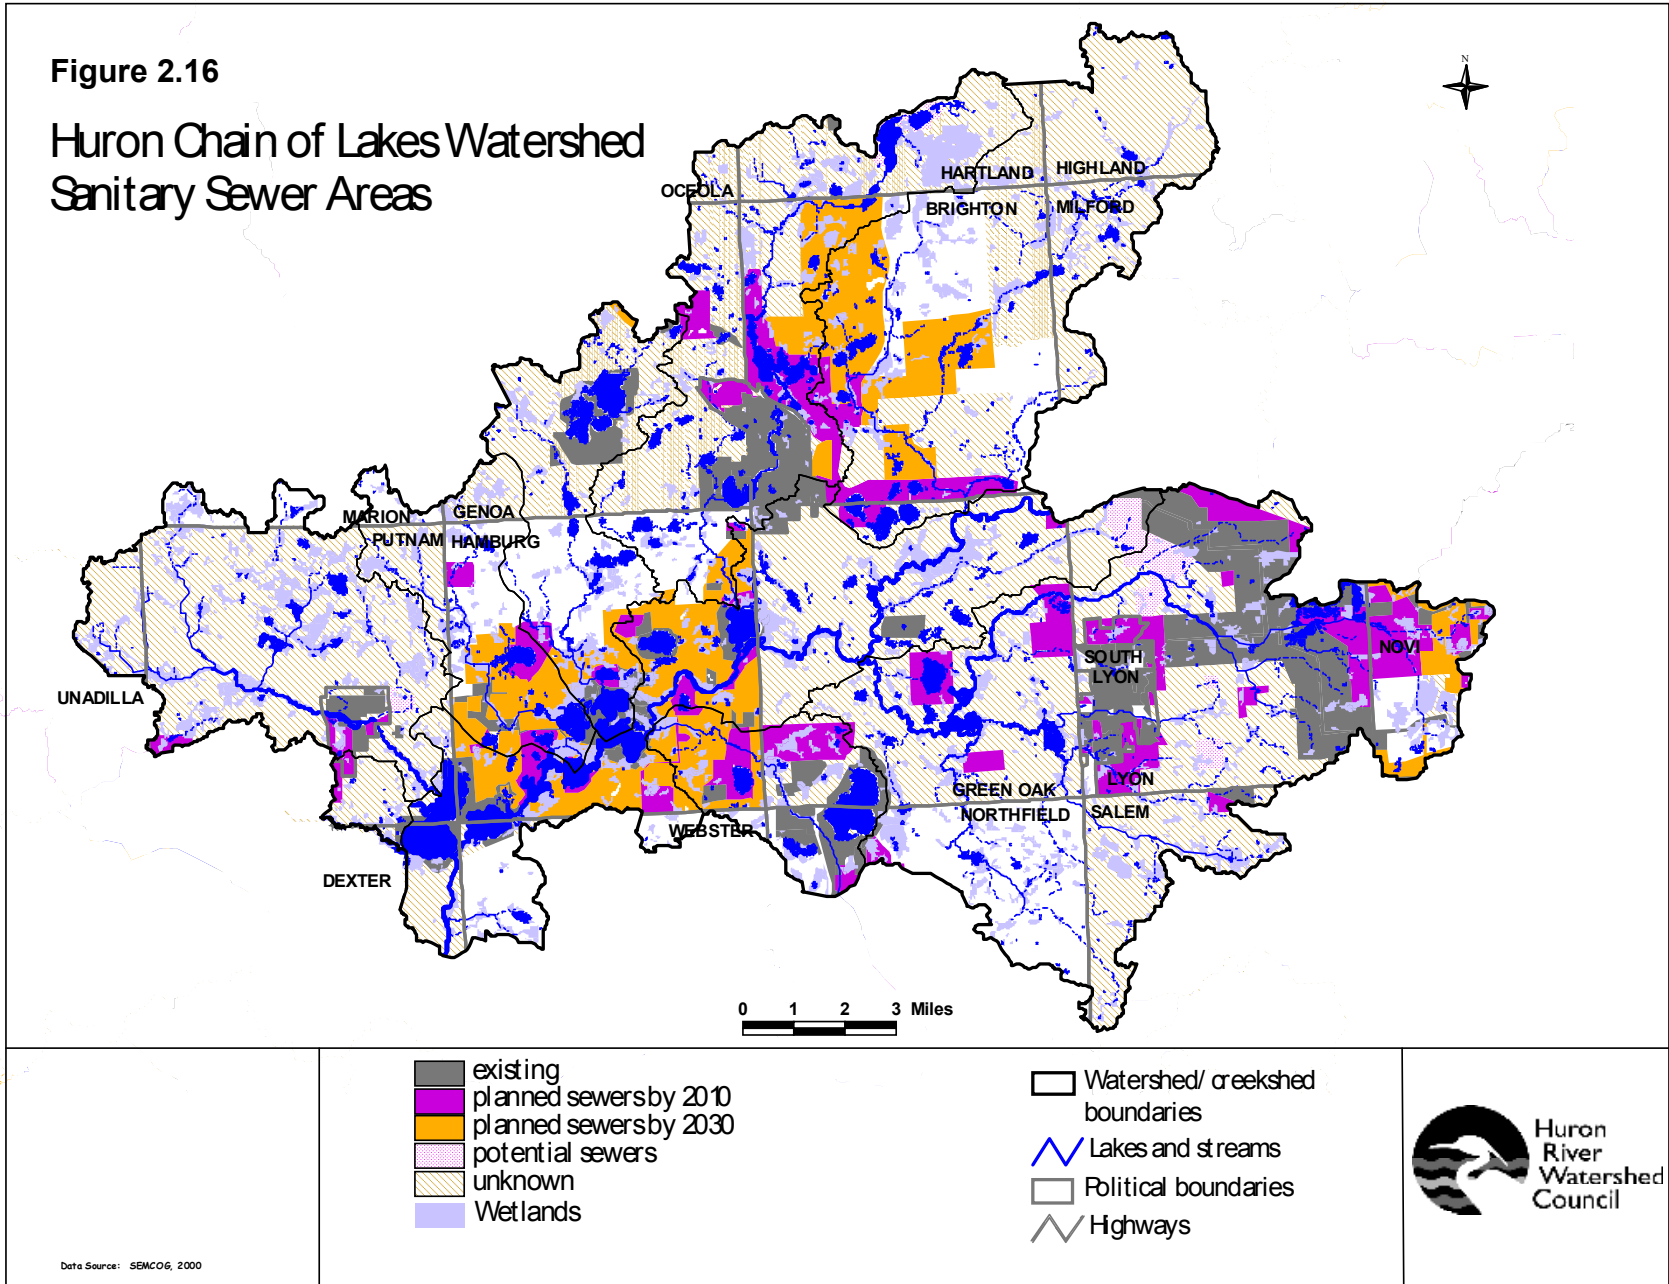 Figure 2.16
Huron Chain of Lakes Watershed
Sanitary Sewer Areas
N
OCEOLA
HARTLAND
HIGHLAND
BRIGHTON
MILFORD
MARION
GENOA
PUTNAM
HAMBURG
UNADILLA
SOUTH
LYON
NOVI
LYON
GREEN OAK
NORTHFIELD
SALEM
WEBSTER
DEXTER
0 1 2 3 Miles
existing
planned sewers by 2010
planned sewers by 2030
potential sewers
unknown
Wetlands
Watershed/ creekshed
boundaries
Lakes and streams
Political boundaries
Highways
Huron
River
Watershed
Council
Data Source: SEMCOG, 2000